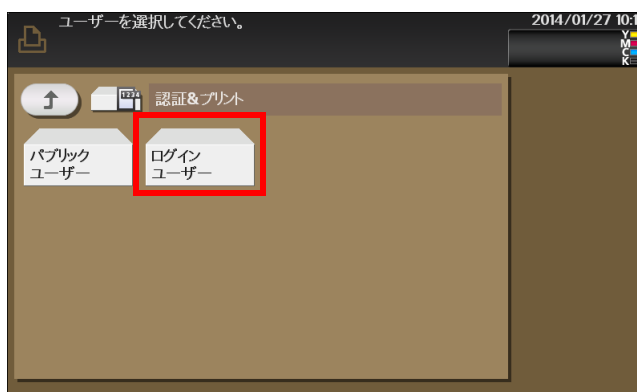 ユーザーを選択してください。
2014/01/27 10:1
Y
M
C
K
1234
認証&プリント
パブリック
ユーザー
ログイン
ユーザー